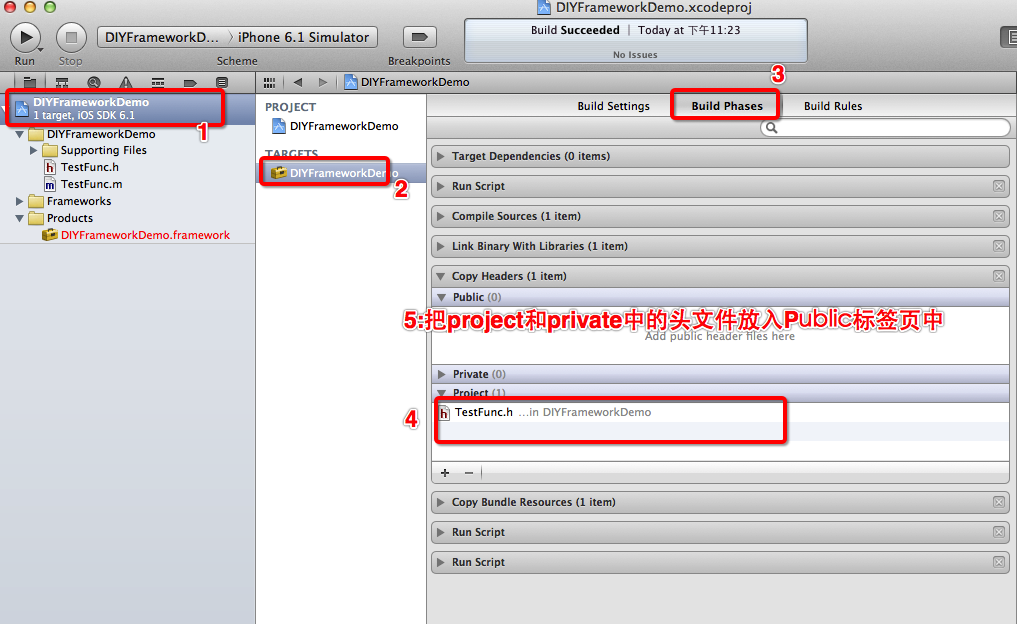 DIYFrameworkDemo.xcodeproj
DIYFrameworkD... 〉 iPhone 6.1 Simulator
Build Succeeded | Today at 下午11:23
No Issues
Run
Stop
Scheme
Breakpoints
DIYFrameworkDemo
3
DIYFrameworkDemo
1 target, iOS SDK 6.1
1
DIYFrameworkDemo
Supporting Files
TestFunc.h
TestFunc.m
Frameworks
Products
DIYFrameworkDemo.framework
PROJECT
DIYFrameworkDemo
TARGETS
DIYFrameworkDemo
2
Build Settings
Build Phases
Build Rules
Target Dependencies (0 items)
Run Script
Compile Sources (1 item)
Link Binary With Libraries (1 item)
Copy Headers (1 item)
Public (0)
5:把project和private中的头文件放入Public标签页中
Add public header files here
Private (0)
Project (1)
4
TestFunc.h ...in DIYFrameworkDemo
Copy Bundle Resources (1 item)
Run Script
Run Script